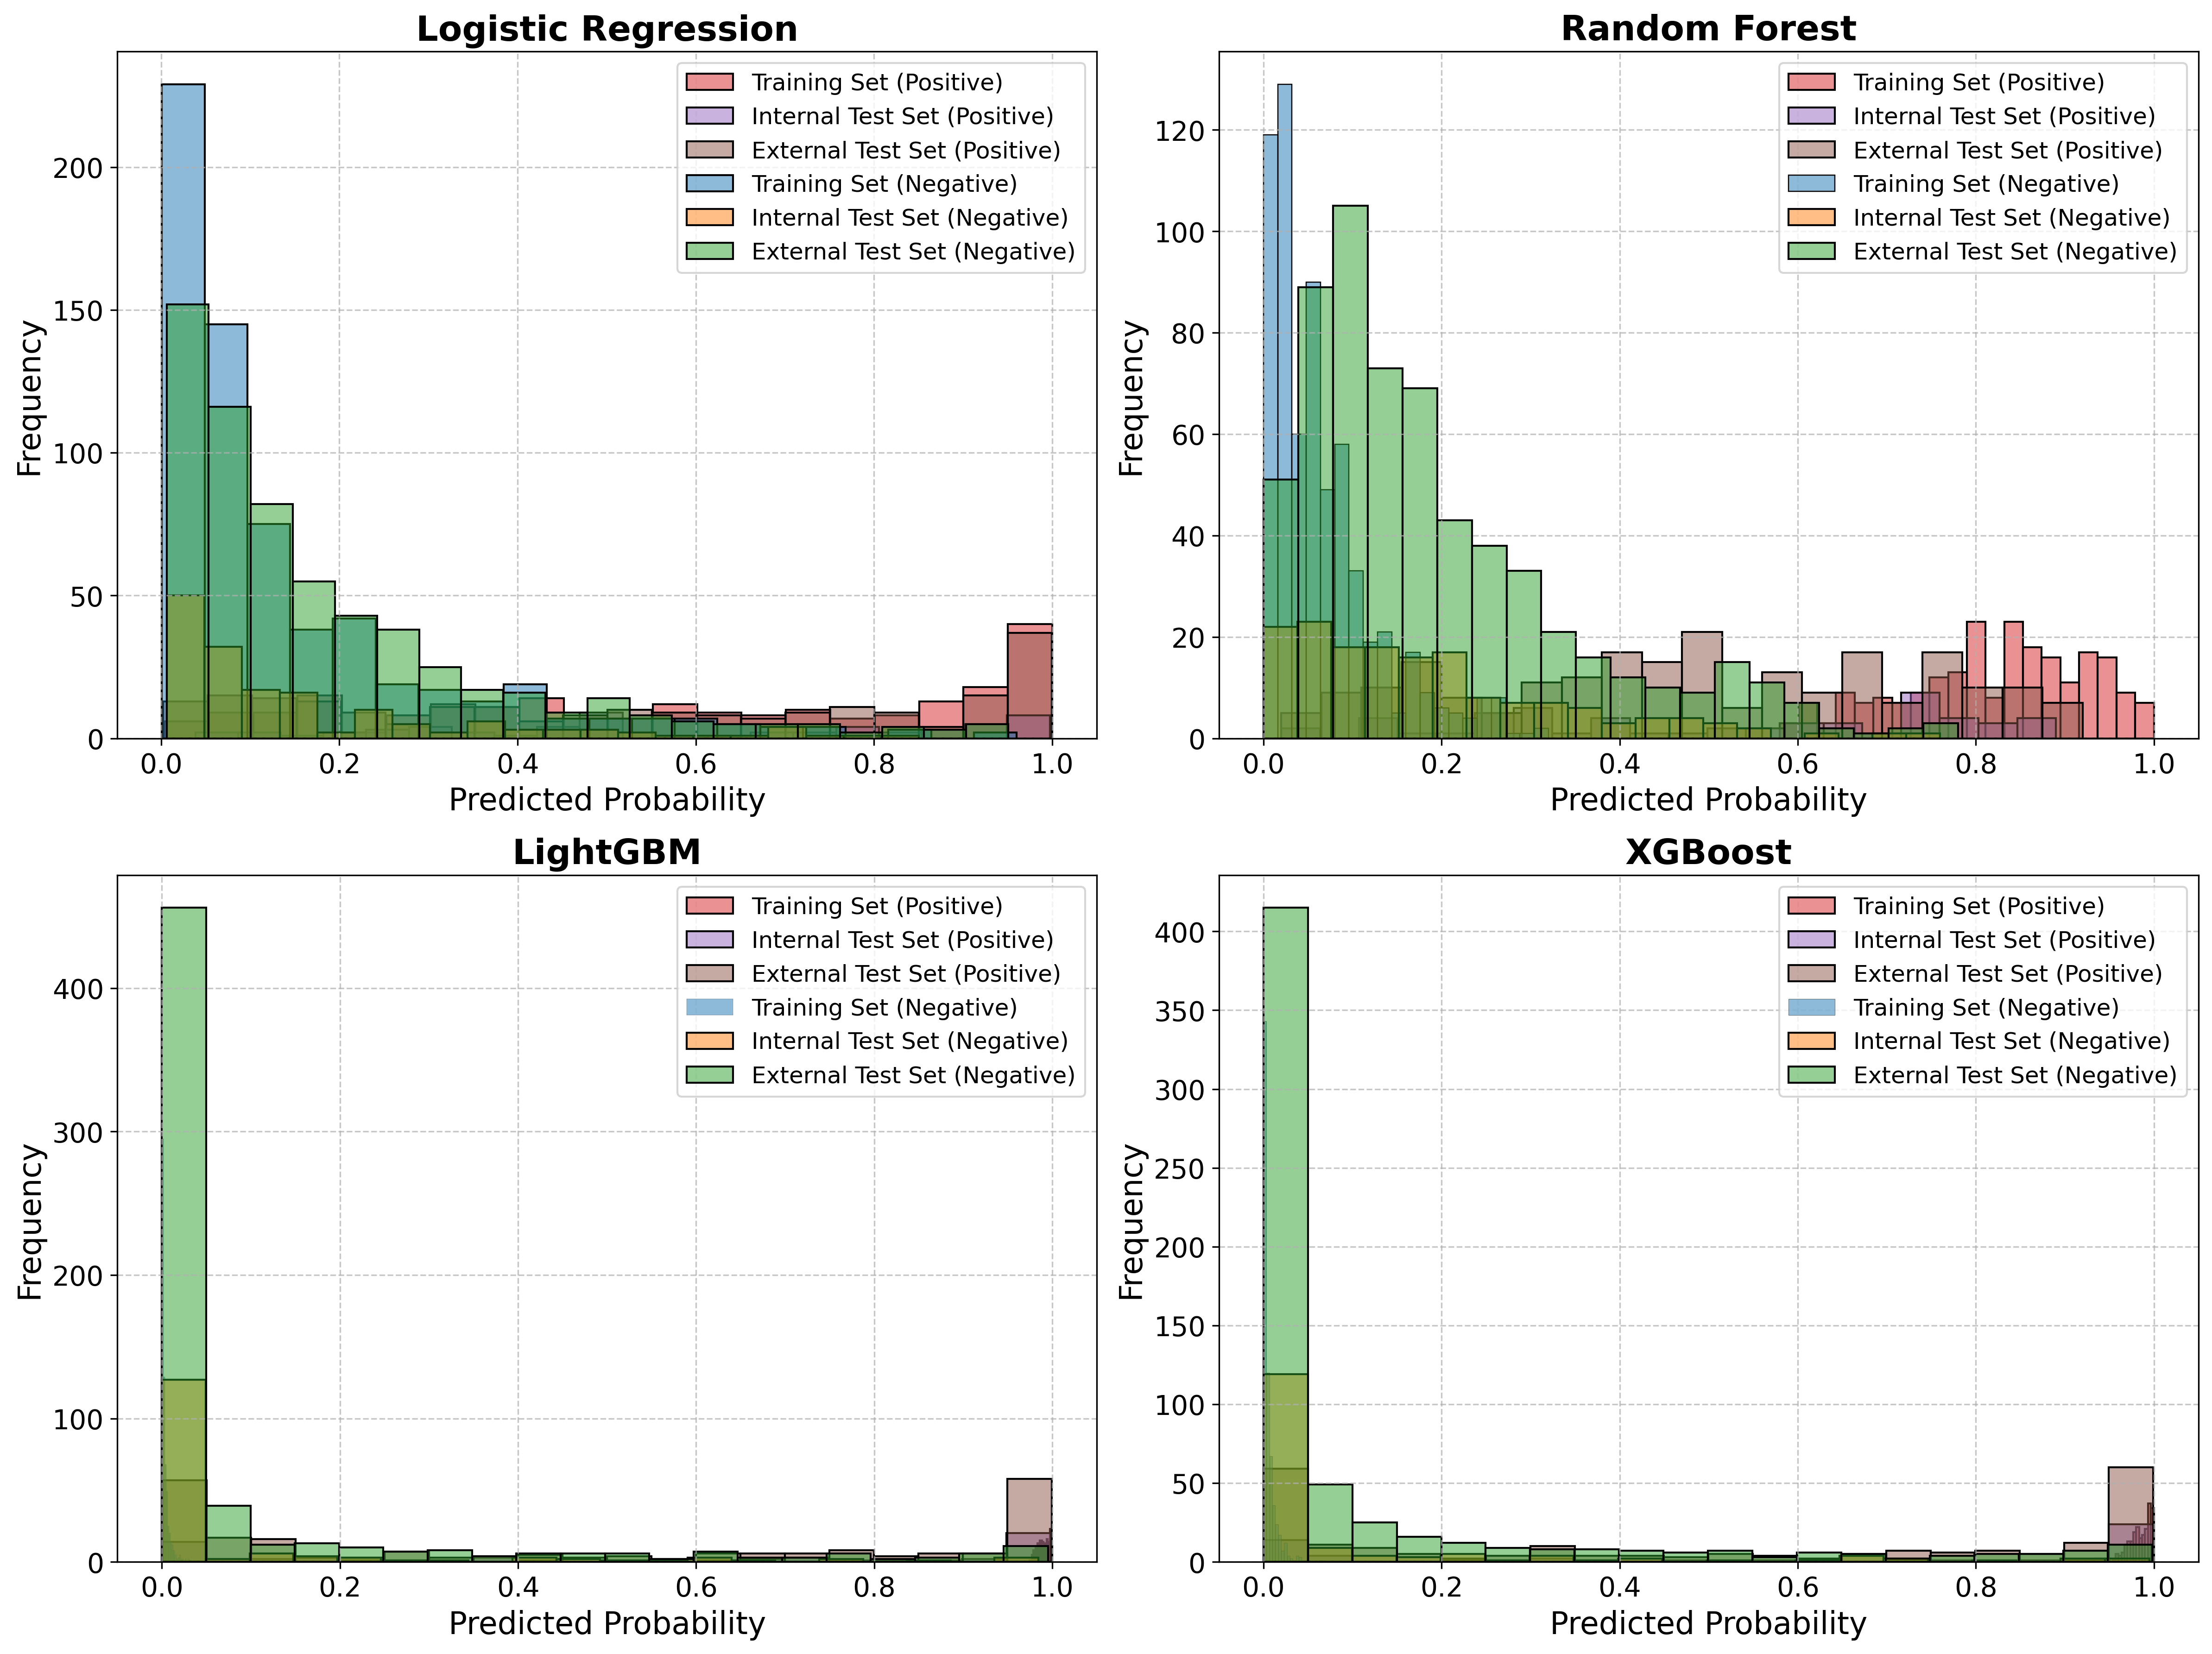 Logistic Regression
Training Set (Positive)
Internal Test Set (Positive)
External Test Set (Positive)
Training Set (Negative)
Internal Test Set (Negative)
External Test Set (Negative)
Frequency
200
150
100
50
0
0.0 0.2 0.4 0.6 0.8 1.0
Predicted Probability
Random Forest
Training Set (Positive)
Internal Test Set (Positive)
External Test Set (Positive)
Training Set (Negative)
Internal Test Set (Negative)
External Test Set (Negative)
Frequency
120
100
80
60
40
20
0
0.0 0.2 0.4 0.6 0.8 1.0
Predicted Probability
LightGBM
Training Set (Positive)
Internal Test Set (Positive)
External Test Set (Positive)
Training Set (Negative)
Internal Test Set (Negative)
External Test Set (Negative)
Frequency
400
300
200
100
0
0.0 0.2 0.4 0.6 0.8 1.0
Predicted Probability
XGBoost
Training Set (Positive)
Internal Test Set (Positive)
External Test Set (Positive)
Training Set (Negative)
Internal Test Set (Negative)
External Test Set (Negative)
Frequency
400
350
300
250
200
150
100
50
0
0.0 0.2 0.4 0.6 0.8 1.0
Predicted Probability